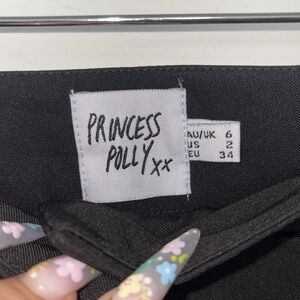 PRINCESS
POLLY xx
AU/UK 6
US 2
EU 34